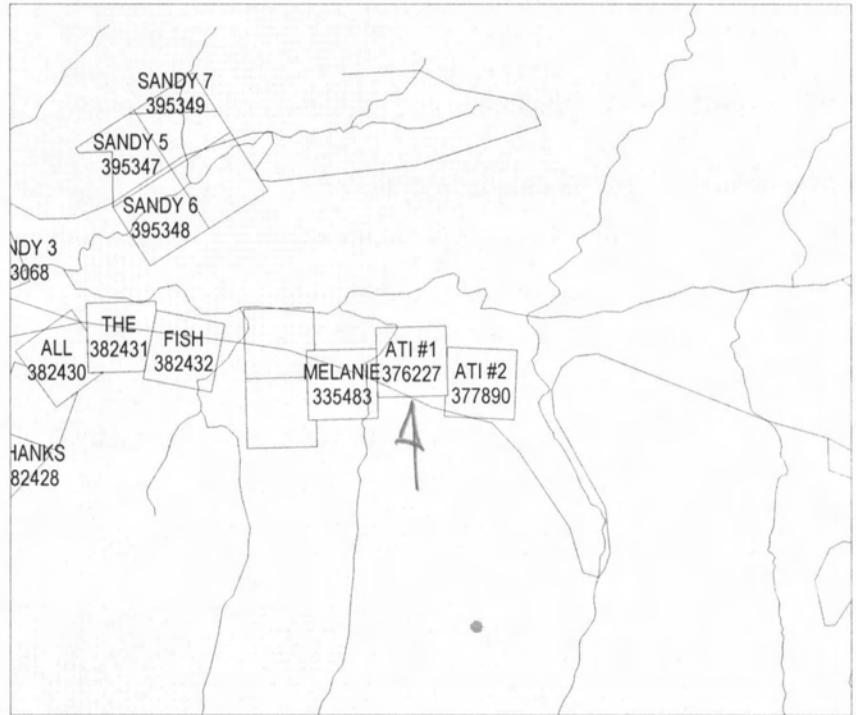 SANDY 7
395349
SANDY 5
395347
SANDY 6
395348
NDY 3
3068
THE
382431
FISH
382432
ALL
382430
MELANIE
335483
ATI #1
376227
ATI #2
377890
HANKS
82428